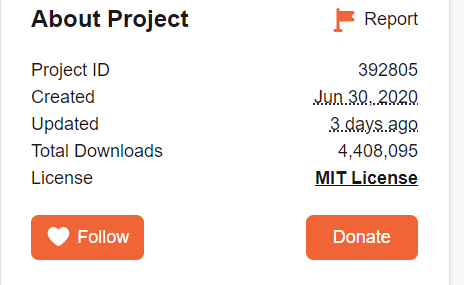 About Project Report
Project ID 392805
Created Jun 30, 2020
Updated 3 days ago
Total Downloads 4,408,095
License MIT License
Follow Donate